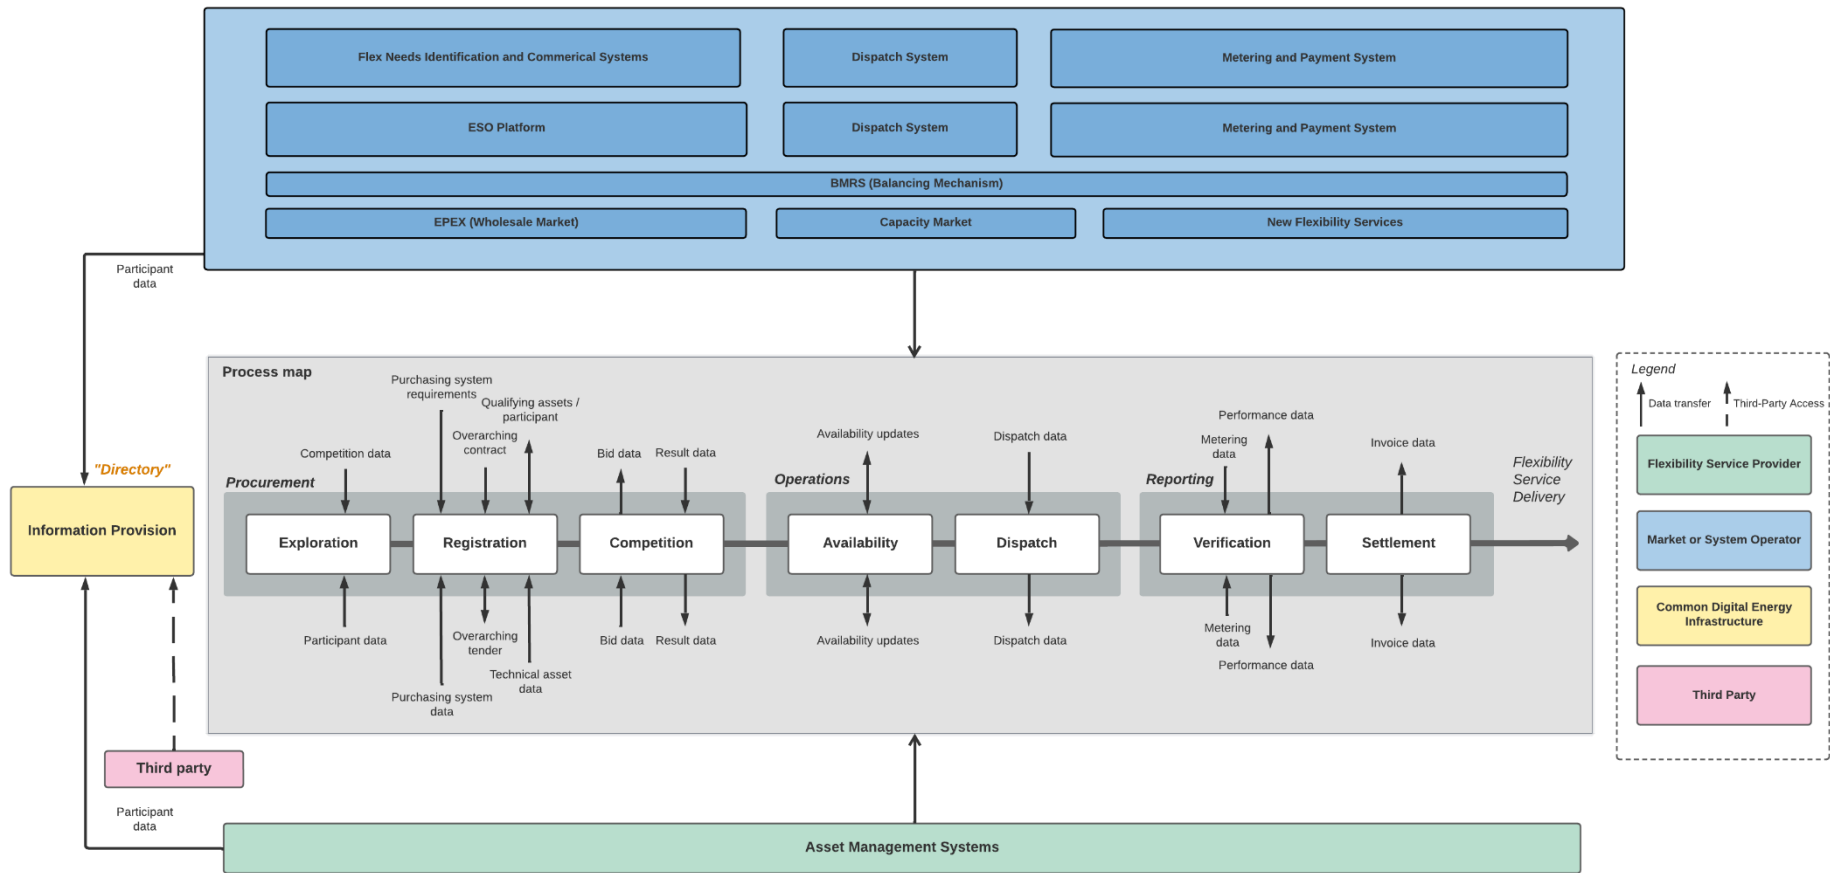 Flex Needs Identification and Commerical Systems
Dispatch System
Metering and Payment System
ESO Platform
Dispatch System
Metering and Payment System
BMRS (Balancing Mechanism)
EPEX (Wholesale Market)
Capacity Market
New Flexibility Services
Participant
data
"Directory"
Information Provision
Process map
Purchasing system
requirements
Qualifying assets /
participant
Overarching
contract
Competition data
Bid data
Result data
Availability updates
Dispatch data
Metering
data
Performance data
Invoice data
Procurement
Operations
Reporting
Flexibility
Service
Delivery
Exploration
Registration
Competition
Availability
Dispatch
Verification
Settlement
Participant data
Purchasing system
data
Overarching
tender
Technical asset
data
Bid data
Result data
Availability updates
Dispatch data
Metering
data
Performance data
Invoice data
Legend
Data transfer
Third-Party Access
Flexibility Service Provider
Market or System Operator
Common Digital Energy
Infrastructure
Third Party
Third party
Participant
data
Asset Management Systems